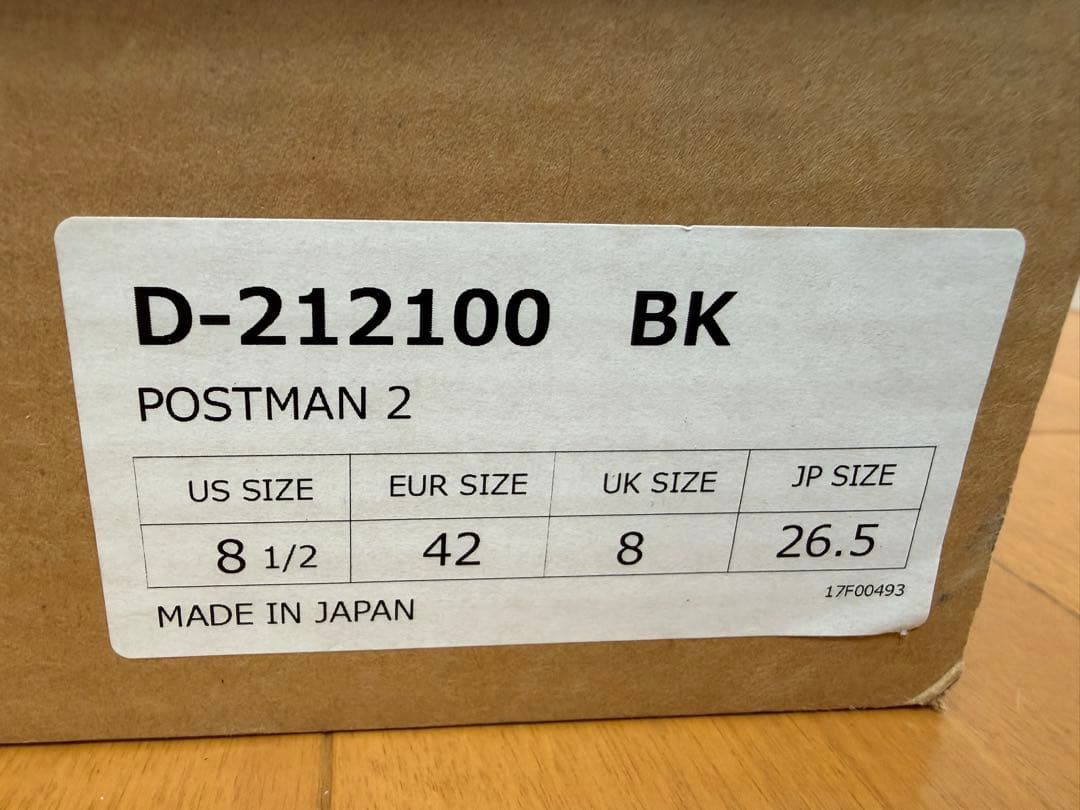 D-212100 BK
POSTMAN 2
US SIZE EUR SIZE UK SIZE JP SIZE
8 1/2 42 8 26.5
17F00493
MADE IN JAPAN